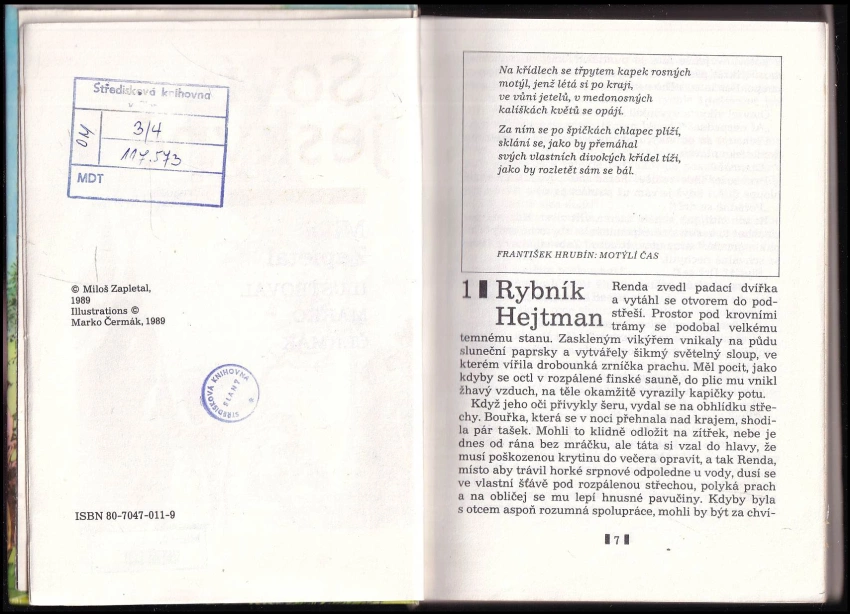 Středisková knihovna
OM
3/4
117.573
MDT
© Miloš Zapletal,
1989
Illustrations ©
Marko Čermák, 1989
STŘEDISKOVÁ KNIHOVNA
ISBN 80-7047-011-9
Na křídlech se třpytem kapek rosných
motýl, jenž létá si po kraji,
ve vůni jetelů, v medonosných
kalíškách květů se opájí.
Za ním se po špičkách chlapec plíží,
sklání se, jako by přemáhal
svých vlastních divokých křídel tíži,
jako by rozletět sám se bál.
FRANTIŠEK HRUBÍN: MOTÝLÍ ČAS
1 Rybník
Hejtman
Renda zvedl padací dvířka
a vytáhl se otvorem do pod-
střeší. Prostor pod krovními
trámy se podobal velkému
temnému stanu. Zaskleným vikýřem vnikaly na půdu
sluneční paprsky a vytvářely šikmý světelný sloup, ve
kterém vířila drobounká zrníčka prachu. Měl pocit, jako
kdyby se octl v rozpálené finské sauně, do plic mu vnikl
žhavý vzduch, na těle okamžitě vyrazily kapičky potu.
Když jeho oči přivykly šeru, vydal se na obhlídku stře-
chy. Bouřka, která se v noci přehnala nad krajem, shodi-
la pár tašek. Mohli to klidně odložit na zítřek, nebe je
dnes od rána bez mráčku, ale táta si vzal do hlavy, že
musí poškozenou krytinu do večera opravit, a tak Renda,
místo aby trávil horké srpnové odpoledne u vody, dusí se
ve vlastní šťávě pod rozpálenou střechou, polyká prach
a na obličej se mu lepí hnusné pavučiny. Kdyby byla
s otcem aspoň rozumná spolupráce, mohli by být za chvi-
7